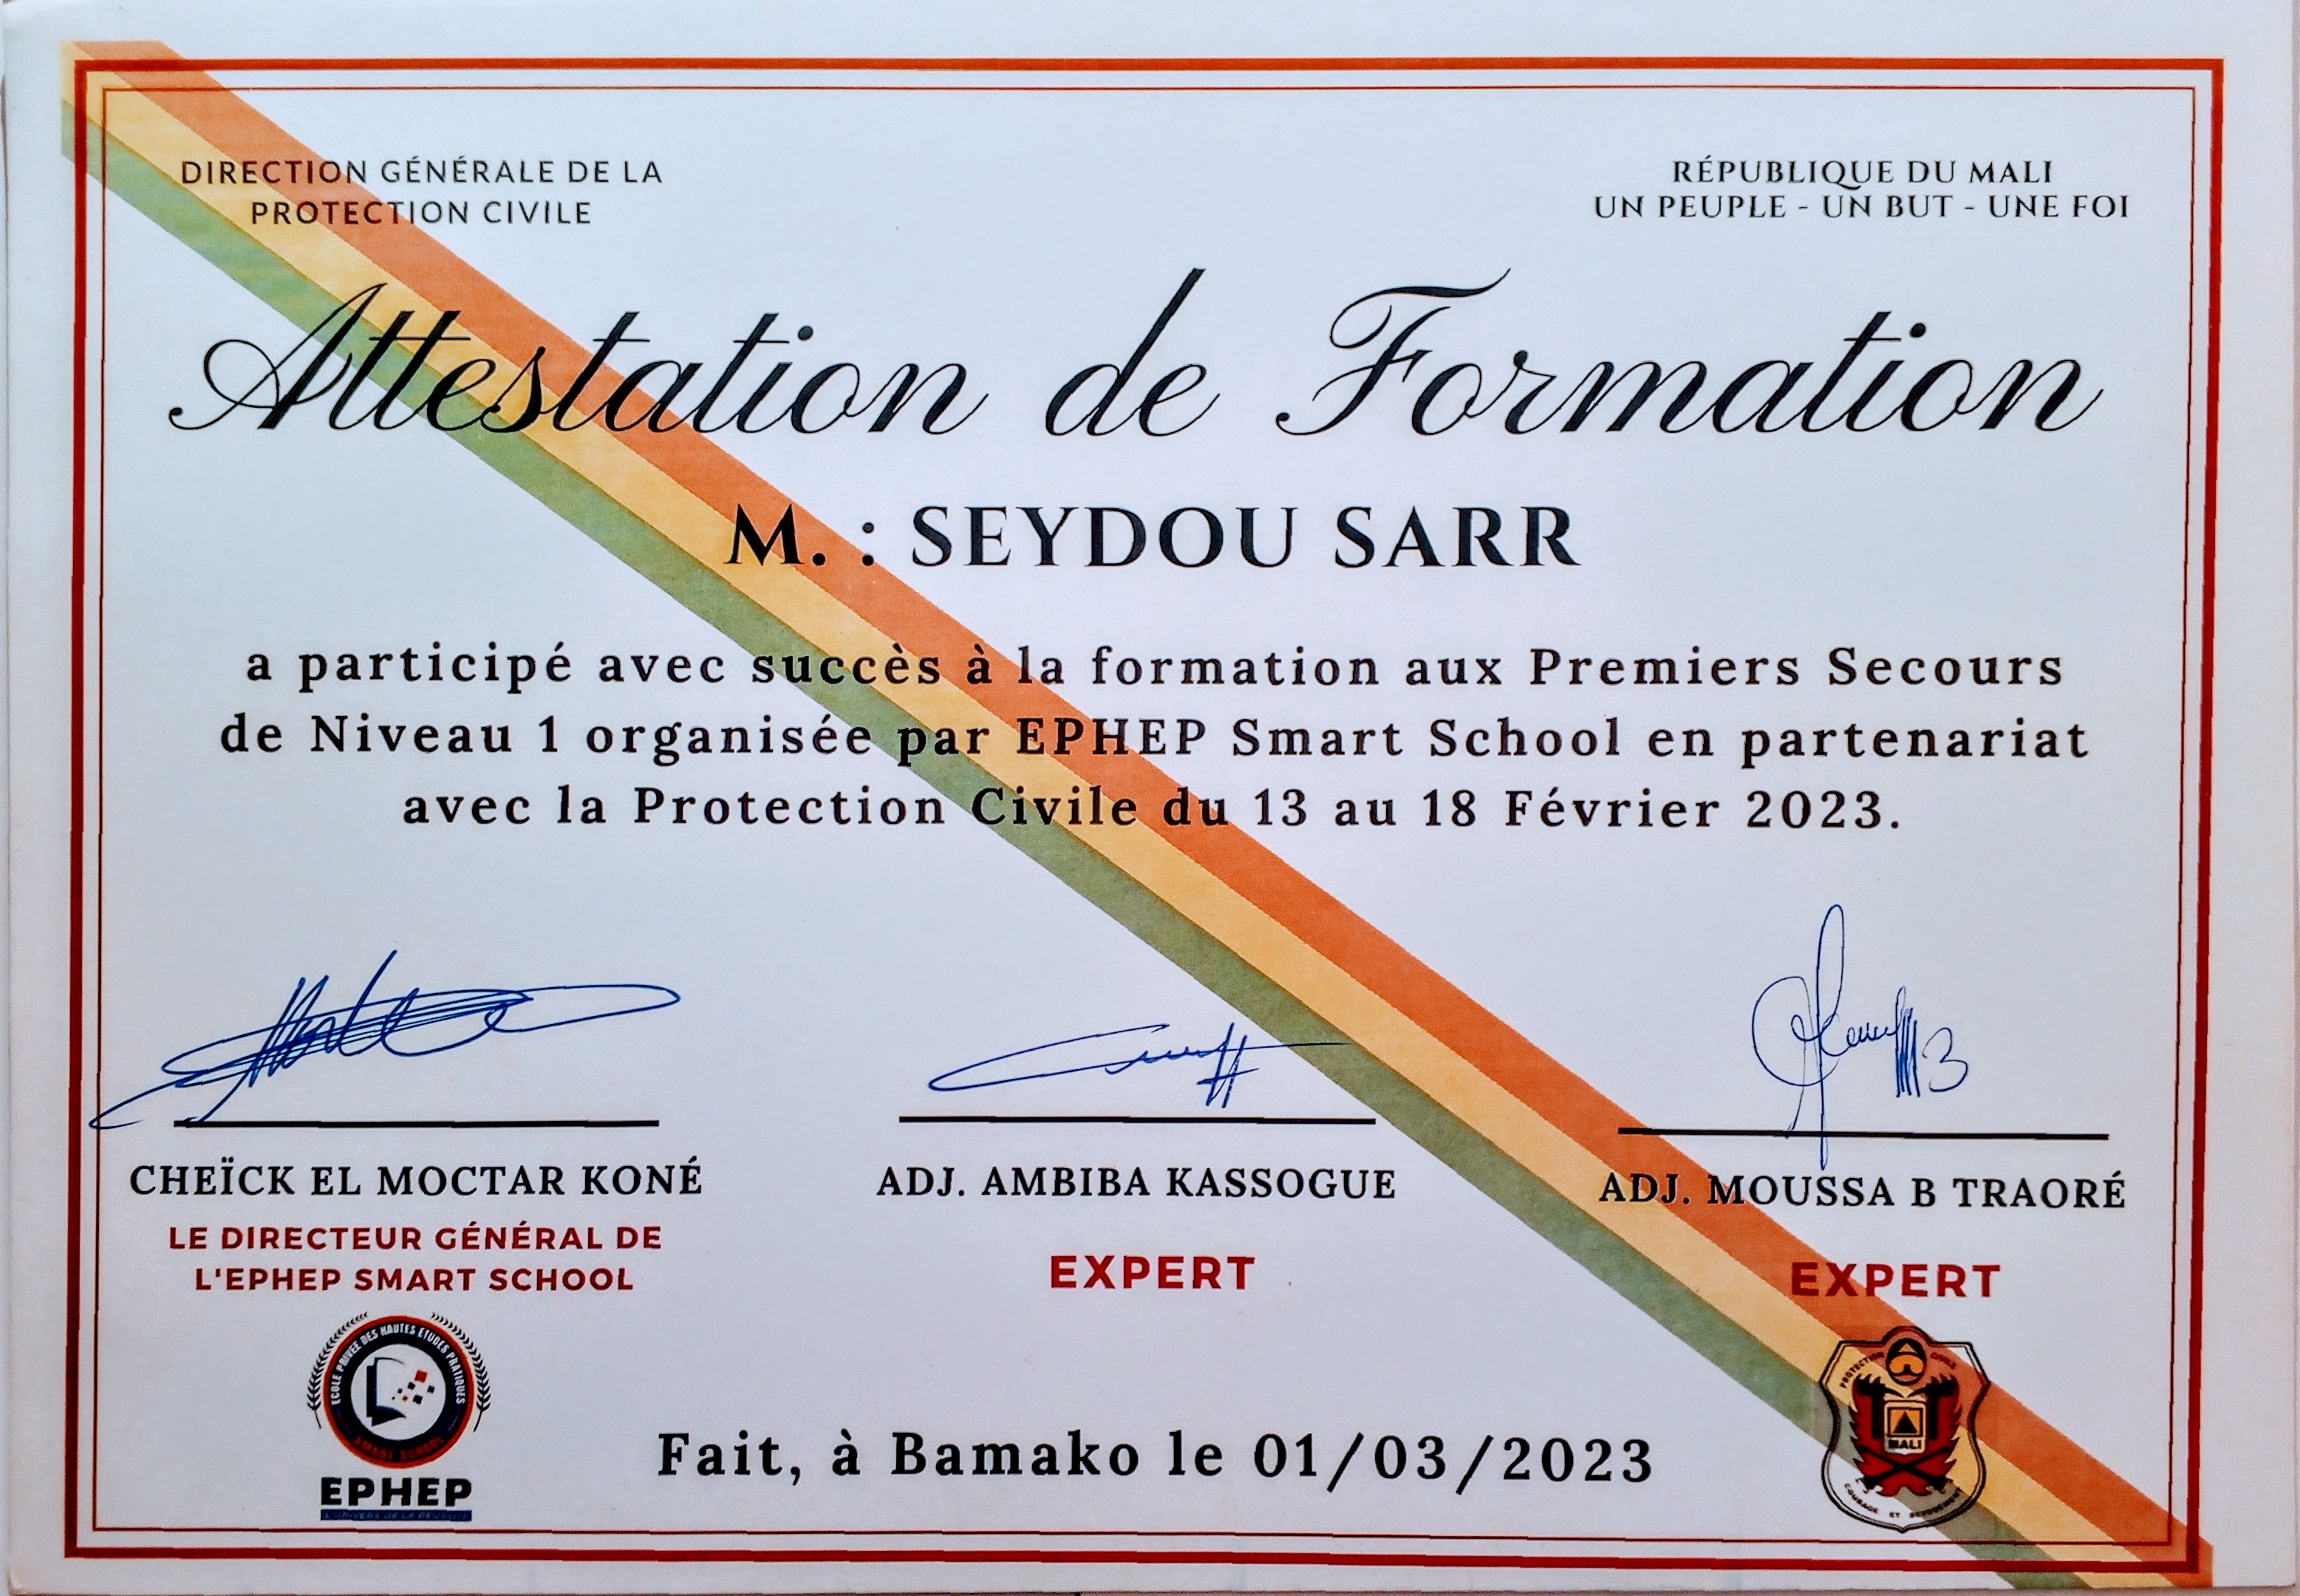 DIRECTION GÉNÉRALE DE LA
PROTECTION CIVILE
RÉPUBLIQUE DU MALI
UN PEUPLE - UN BUT - UNE FOI
Attestation de Formation
M. : SEYDOU SARR
a participé avec succès à la formation aux Premiers Secours
de Niveau 1 organisée par EPHEP Smart School en partenariat
avec la Protection Civile du 13 au 18 Février 2023.
CHEÏCK EL MOCTAR KONÉ
LE DIRECTEUR GÉNÉRAL DE
L'EPHEP SMART SCHOOL
ADJ. AMBIBA KASSOGUE
EXPERT
ADJ. MOUSSA B TRAORÉ
EXPERT
ECOLE PRIVEE DES HAUTES ETUDES PRATIQUES
SMART SCHOOL
EPHEP
L'UNIVERS DE LA RÉUSSITE
Fait, à Bamako le 01/03/2023
PROTECTION CIVILE
MALI
COURAGE ET